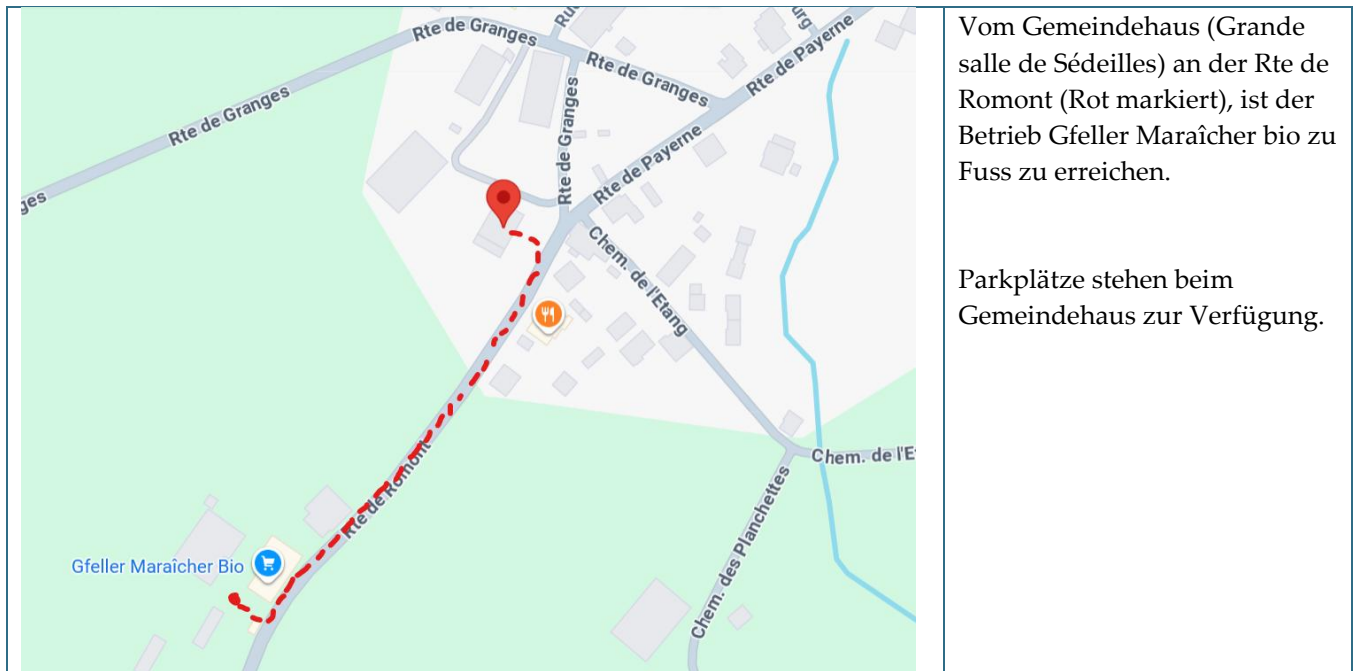 Rte de Granges
Rte de Payerne
Rte de Granges
Rte de Granges
Rte de Granges
Rte de Payerne
ges
Chem. de l'Etang
Chem. de l'E
Rte de Romont
Chem. des Planchettes
Gfeller Maraîcher Bio
Vom Gemeindehaus (Grande
salle de Sédeilles) an der Rte de
Romont (Rot markiert), ist der
Betrieb Gfeller Maraîcher bio zu
Fuss zu erreichen.
Parkplätze stehen beim
Gemeindehaus zur Verfügung.